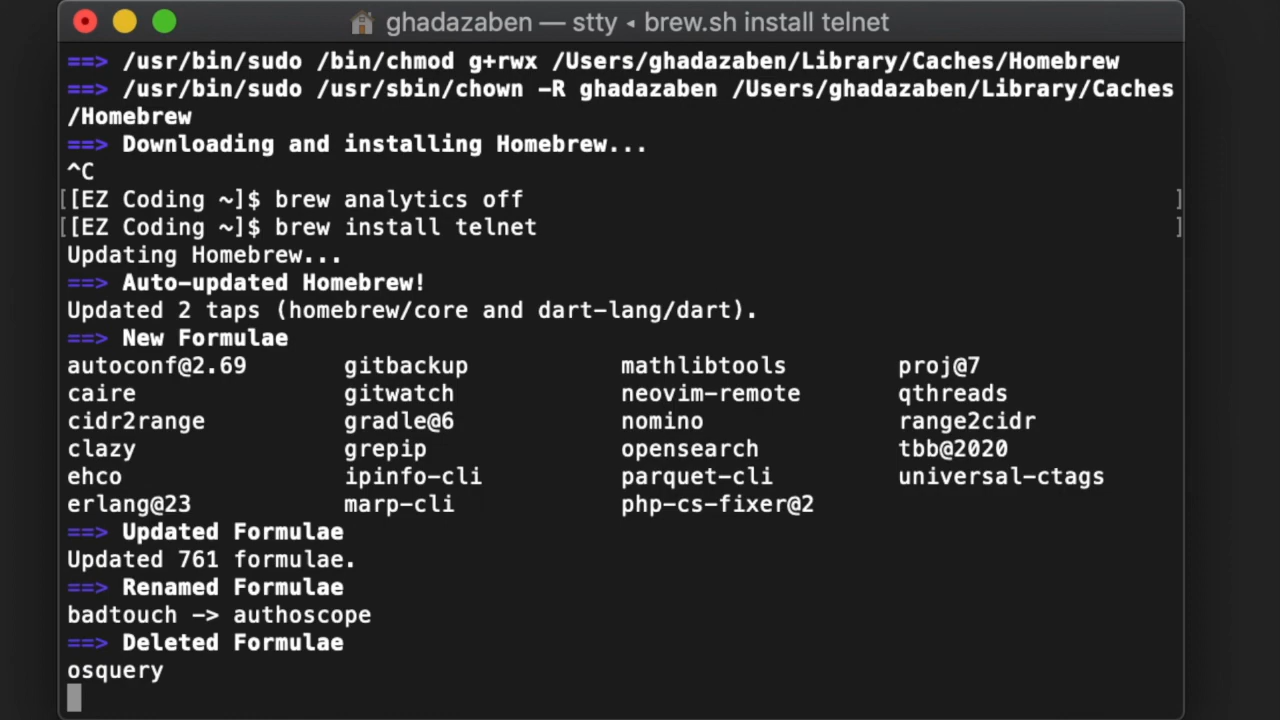 ghadazaben — stty ◂ brew.sh install telnet
==> /usr/bin/sudo /bin/chmod g+rwx /Users/ghadazaben/Library/Caches/Homebrew
==> /usr/bin/sudo /usr/sbin/chown -R ghadazaben /Users/ghadazaben/Library/Caches
/Homebrew
==> Downloading and installing Homebrew...
^C
[[EZ Coding ~]$ brew analytics off ]
[[EZ Coding ~]$ brew install telnet ]
Updating Homebrew...
==> Auto-updated Homebrew!
Updated 2 taps (homebrew/core and dart-lang/dart).
==> New Formulae
autoconf@2.69 gitbackup mathlibtools proj@7
caire gitwatch neovim-remote qthreads
cidr2range gradle@6 nomino range2cidr
clazy grepip opensearch tbb@2020
ehco ipinfo-cli parquet-cli universal-ctags
erlang@23 marp-cli php-cs-fixer@2
==> Updated Formulae
Updated 761 formulae.
==> Renamed Formulae
badtouch -> authoscope
==> Deleted Formulae
osquery